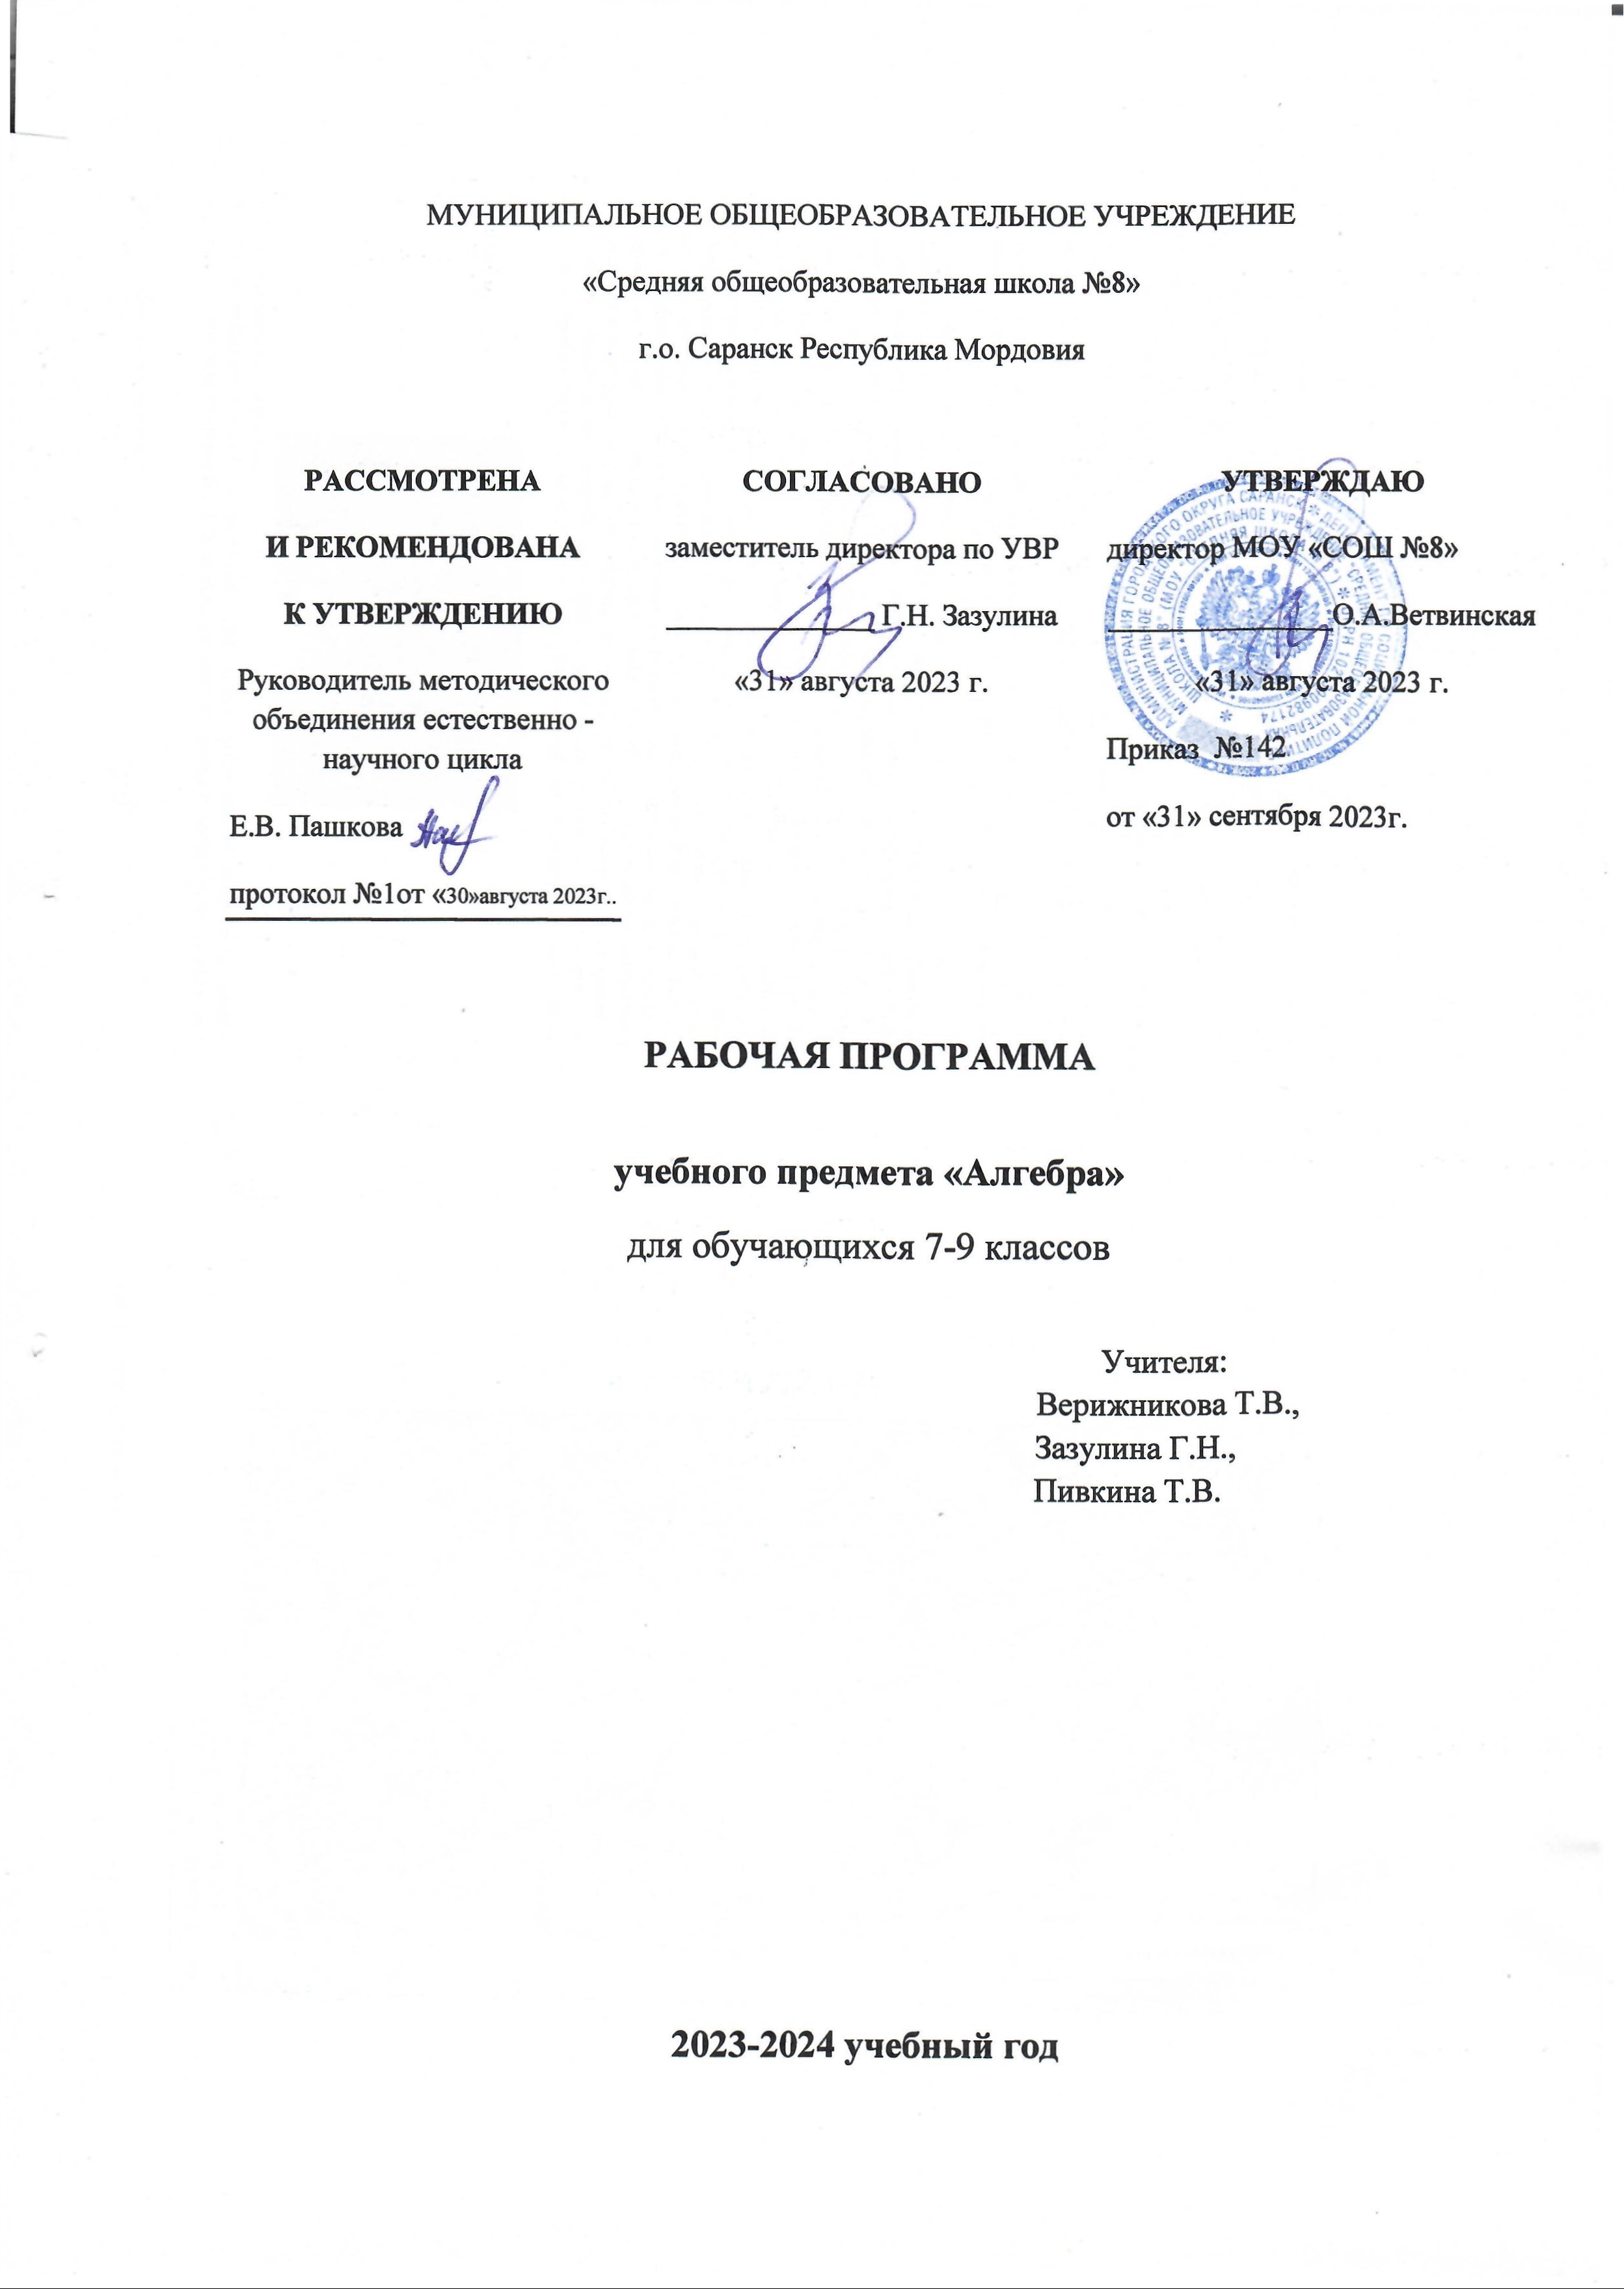 МУНИЦИПАЛЬНОЕ ОБЩЕОБРАЗОВАТЕЛЬНОЕ УЧРЕЖДЕНИЕ
«Средняя общеобразовательная школа №8»
г.о. Саранск Республика Мордовия
РАССМОТРЕНА
И РЕКОМЕНДОВАНА
К УТВЕРЖДЕНИЮ
Руководитель методического
объединения естественно -
научного цикла
Е.В. Пашкова
протокол №1от «30»августа 2023г..
СОГЛАСОВАНО
заместитель директора по УВР
Г.Н. Зазулина
«31» августа 2023 г.
УТВЕРЖДАЮ
директор МОУ «СОШ №8»
О.А.Ветвинская
«31» августа 2023 г.
Приказ №142
от «31» сентября 2023г.
РАБОЧАЯ ПРОГРАММА
учебного предмета «Алгебра»
для обучающихся 7-9 классов
Учителя:
Верижникова Т.В.,
Зазулина Г.Н.,
Пивкина Т.В.
2023-2024 учебный год